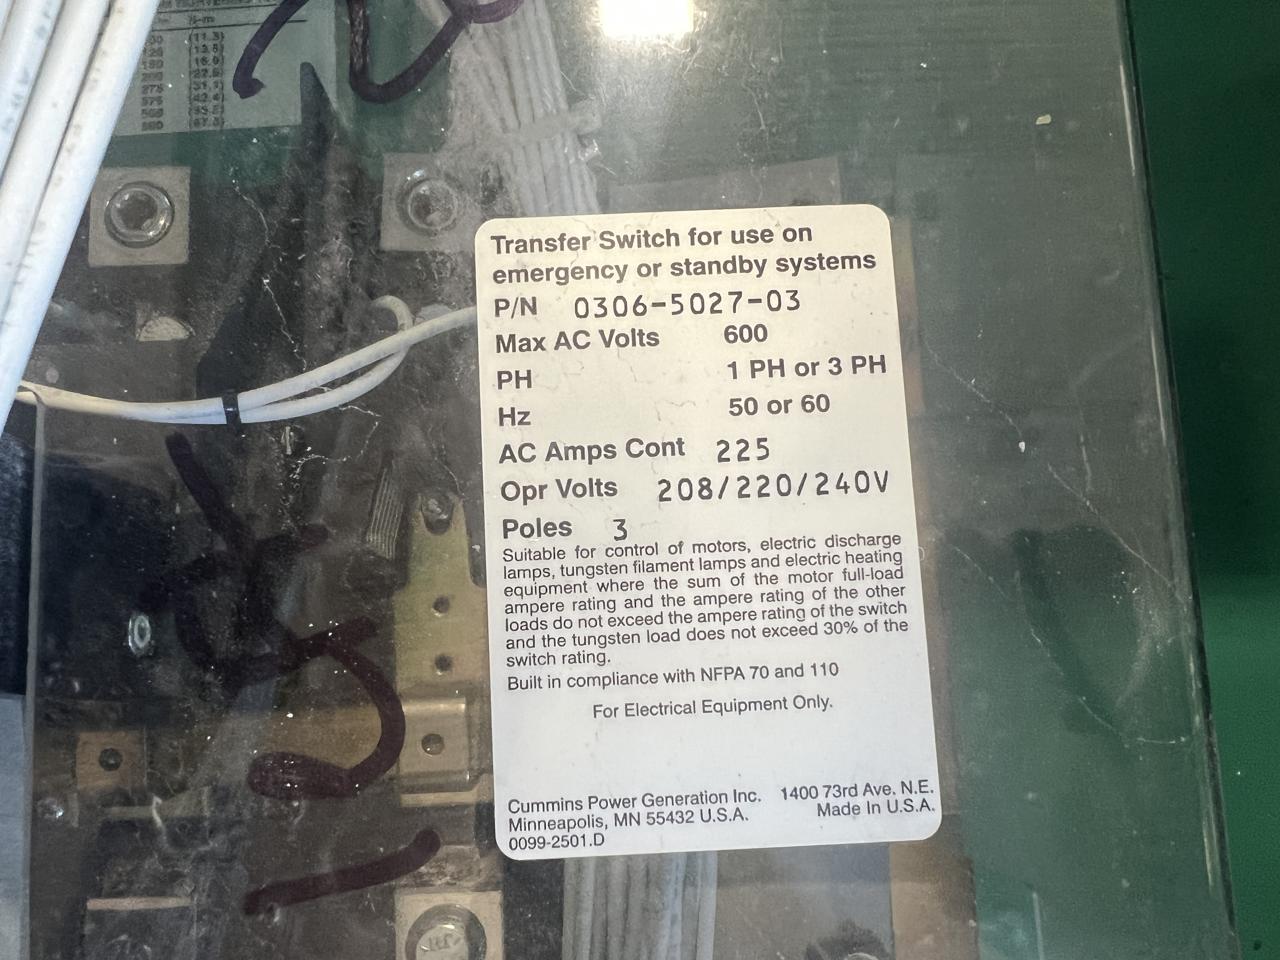 (11.3)
(31.1)
Transfer Switch for use on
emergency or standby systems
P/N 0306-5027-03
Max AC Volts 600
PH 1 PH or 3 PH
Hz 50 or 60
AC Amps Cont 225
Opr Volts 208/220/240V
Poles 3
Suitable for control of motors, electric discharge
lamps, tungsten filament lamps and electric heating
equipment where the sum of the motor full-load
ampere rating and the ampere rating of the other
loads do not exceed the ampere rating of the switch
and the tungsten load does not exceed 30% of the
switch rating.
Built in compliance with NFPA 70 and 110
For Electrical Equipment Only.
Cummins Power Generation Inc. 1400 73rd Ave. N.E.
Minneapolis, MN 55432 U.S.A. Made In U.S.A.
0099-2501.D